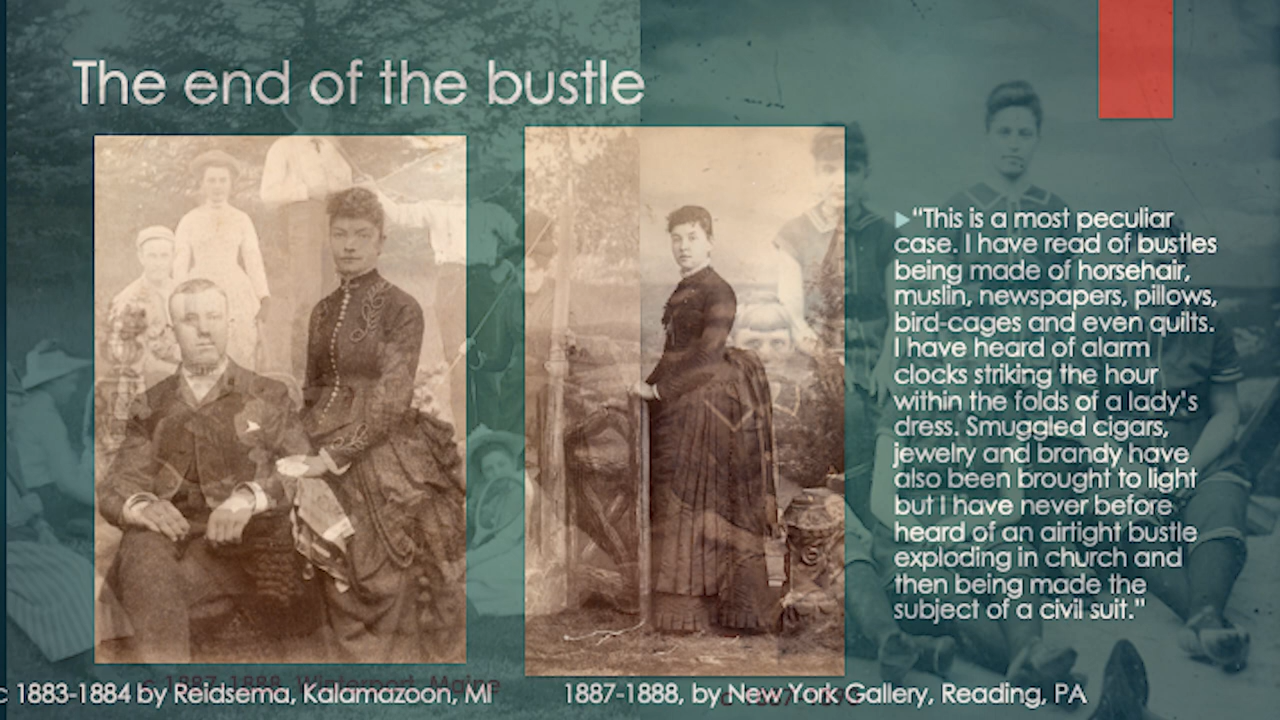 The end of the bustle
"This is a most peculiar
case. I have read of bustles
being made of horsehair,
muslin, newspapers, pillows,
bird-cages and even quilts.
I have heard of alarm
clocks striking the hour
within the folds of a lady's
dress. Smuggled cigars,
jewelry and brandy have
also been brought to light
but I have never before
heard of an airtight bustle
exploding in church and
then being made the
subject of a civil suit."
c 1887-1888, Winterport, Maine
c 1883-1884 by Reidsema, Kalamazoon, MI
1887-1888, by New York Gallery, Reading, PA